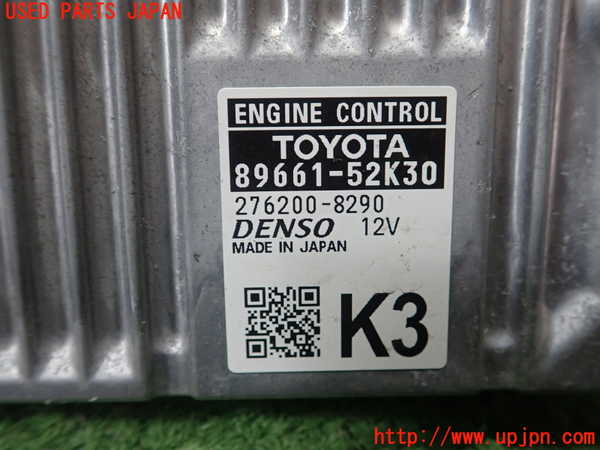 USED PARTS JAPAN
ENGINE CONTROL
TOYOTA
89661-52K30
276200-8290
DENSO 12V
MADE IN JAPAN
K3
http://www.upjpn.com/